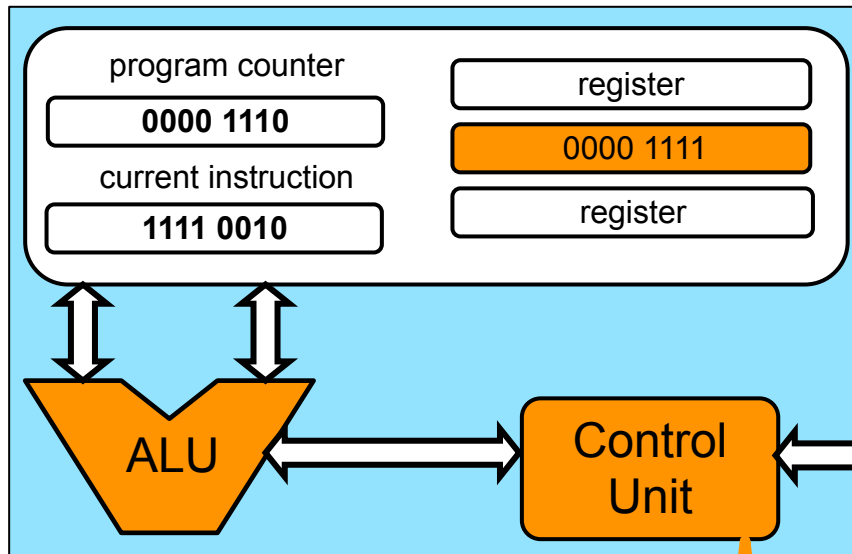 program counter
0000 1110
current instruction
1111 0010
register
0000 1111
register
ALU
Control
Unit